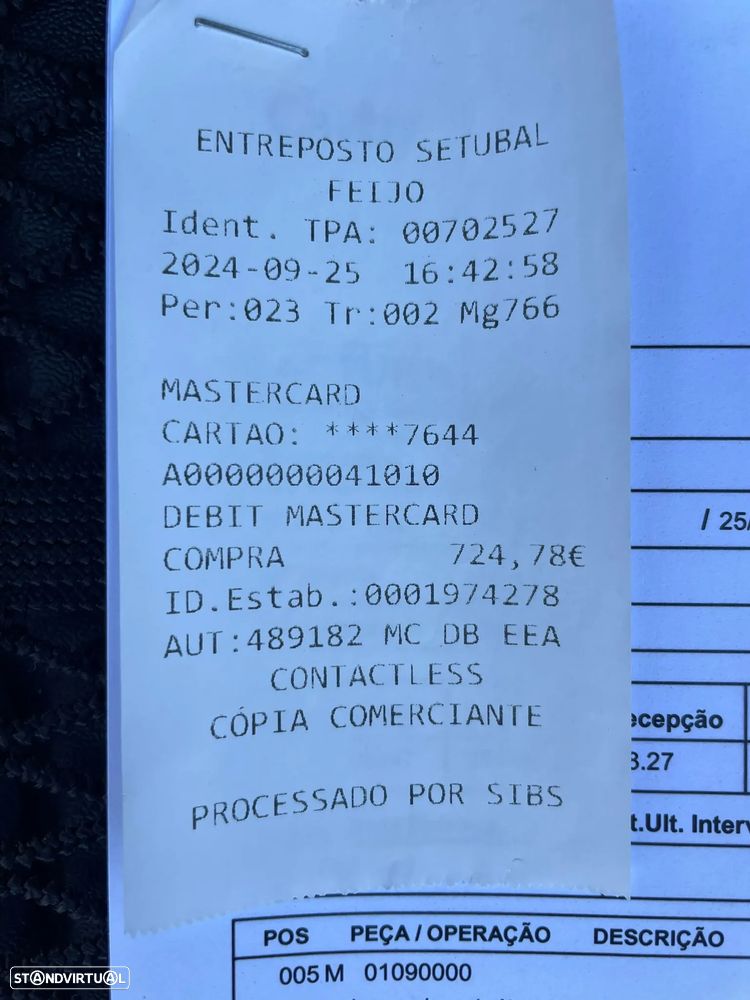 ENTREPOSTO SETUBAL
FEIJO
Ident. TPA: 00702527
2024-09-25 16:42:58
Per:023 Tr:002 Mg766
MASTERCARD
CARTAO: ****7644
A0000000041010
DEBIT MASTERCARD
COMPRA 724,78€
ID.Estab.:0001974278
AUT:489182 MC DB EEA
CONTACTLESS
CÓPIA COMERCIANTE
PROCESSADO POR SIBS
/ 25/
ecepção
3.27
t.Ult. Interv
POS PEÇA / OPERAÇÃO DESCRIÇÃO
005 M 01090000
STANDVIRTUAL